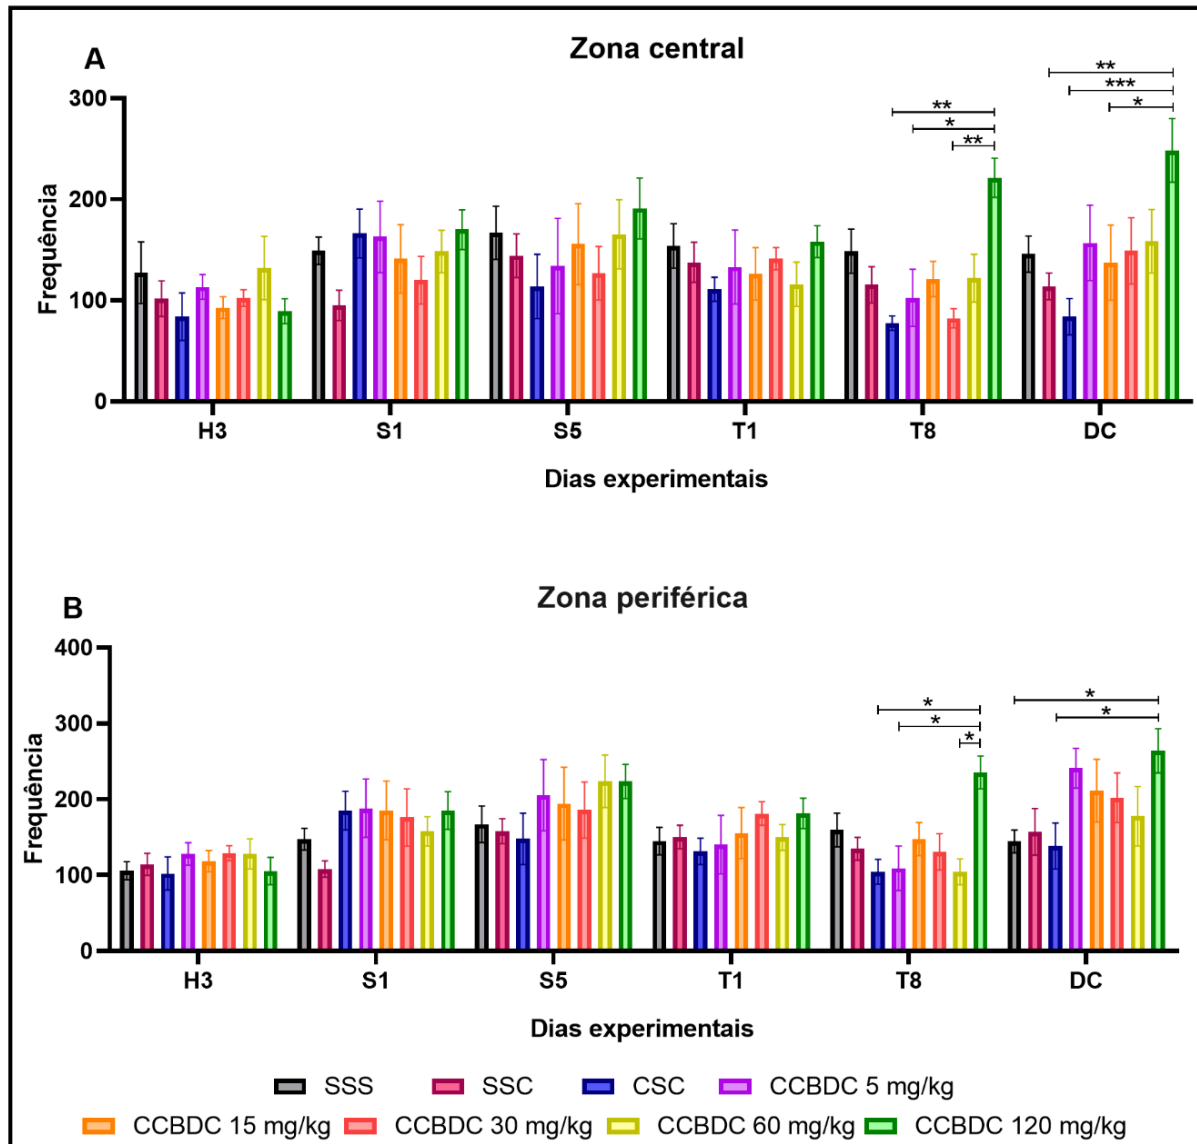 A
Zona central
Frequência
300
200
100
0
**
*
**
**
***
*
H3 S1 S5 T1 T8 DC
Dias experimentais
B
Zona periférica
Frequência
400
300
200
100
0
*
*
*
*
*
H3 S1 S5 T1 T8 DC
Dias experimentais
SSS SSC CSC CCBDC 5 mg/kg
CCBDC 15 mg/kg CCBDC 30 mg/kg CCBDC 60 mg/kg CCBDC 120 mg/kg